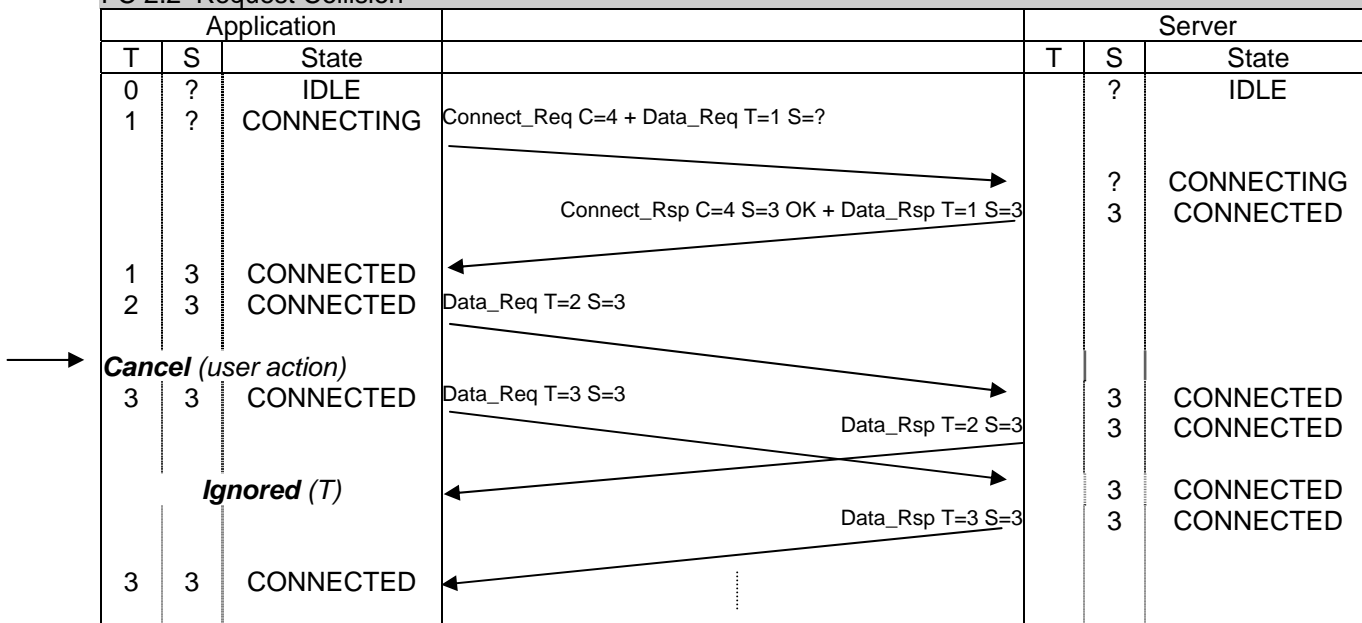 Application Server
T S State T S State
0 ? IDLE ? IDLE
1 ? CONNECTING Connect_Req C=4 + Data_Req T=1 S=?
? CONNECTING
Connect_Rsp C=4 S=3 OK + Data_Rsp T=1 S=3 3 CONNECTED
1 3 CONNECTED
2 3 CONNECTED Data_Req T=2 S=3
Cancel (user action)
3 3 CONNECTED Data_Req T=3 S=3 3 CONNECTED
Data_Rsp T=2 S=3 3 CONNECTED
Ignored (T) 3 CONNECTED
Data_Rsp T=3 S=3 3 CONNECTED
3 3 CONNECTED